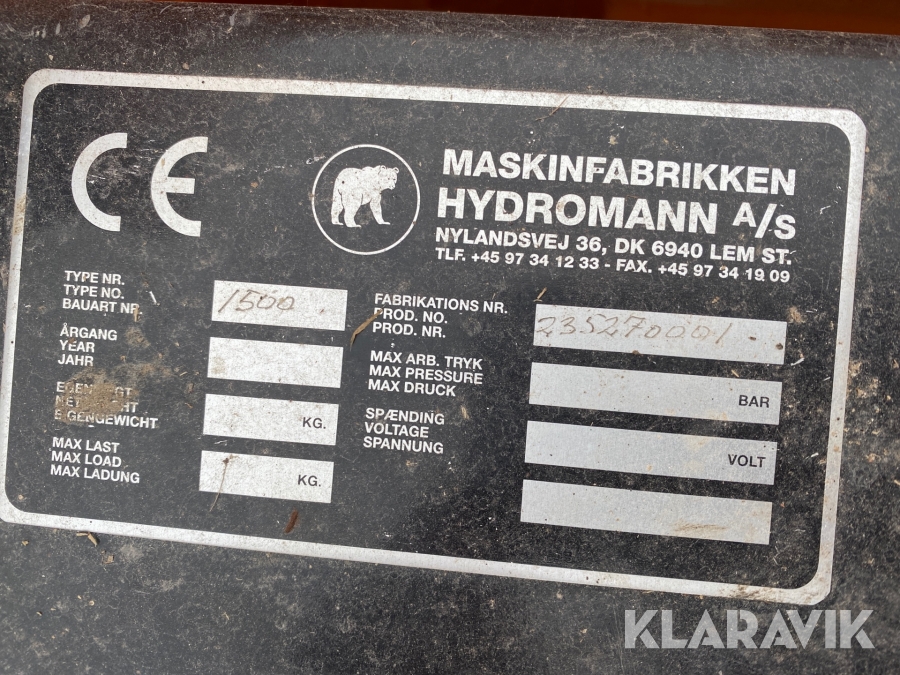 CE
MASKINFABRIKKEN
HYDROMANN A/S
NYLANDSVEJ 36, DK 6940 LEM ST.
TLF. +45 97 34 12 33 - FAX. +45 97 34 19 09
TYPE NR.
TYPE NO.
BAUART NR.
1500
FABRIKATIONS NR.
PROD. NO.
PROD. NR.
235270001
ÅRGANG
YEAR
JAHR
MAX ARB. TRYK
MAX PRESSURE
MAX DRUCK
BAR
EIGENGEWICHT
KG.
SPÆNDING
VOLTAGE
SPANNUNG
VOLT
MAX LAST
MAX LOAD
MAX LADUNG
KG.
KLARAVIK